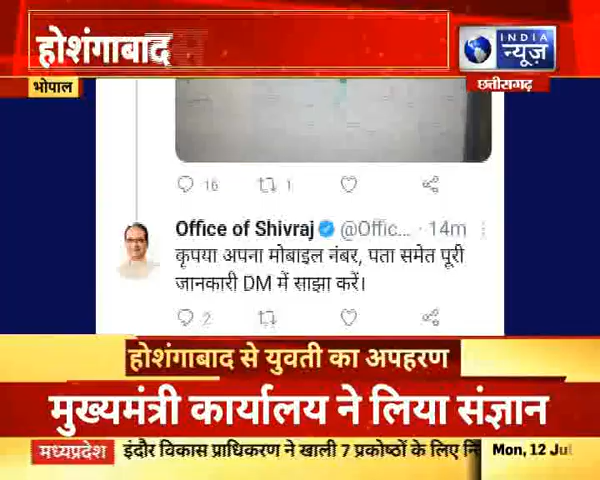 होशंगाबाद
INDIA
न्यूज़
भोपाल
छत्तीसगढ़
16 1
Office of Shivraj @Offic... · 14m
कृपया अपना मोबाइल नंबर, पता समेत पूरी
जानकारी DM में साझा करें।
2
होशंगाबाद से युवती का अपहरण
मुख्यमंत्री कार्यालय ने लिया संज्ञान
मध्यप्रदेश इंदौर विकास प्राधिकरण ने खाली 7 प्रकोष्ठों के लिए Mon, 12 Jul